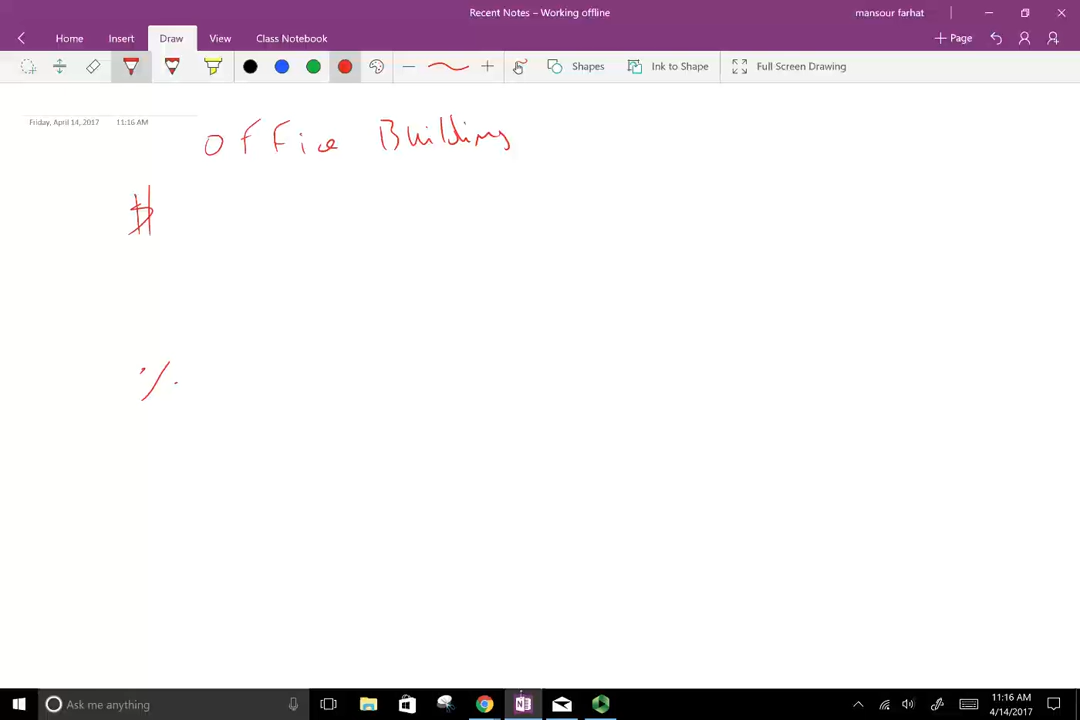 Recent Notes – Working offline
mansour farhat
Home Insert Draw View Class Notebook
Page
Shapes Ink to Shape Full Screen Drawing
Friday, April 14, 2017 11:16 AM
Office Building
$
%
Ask me anything
11:16 AM
4/14/2017